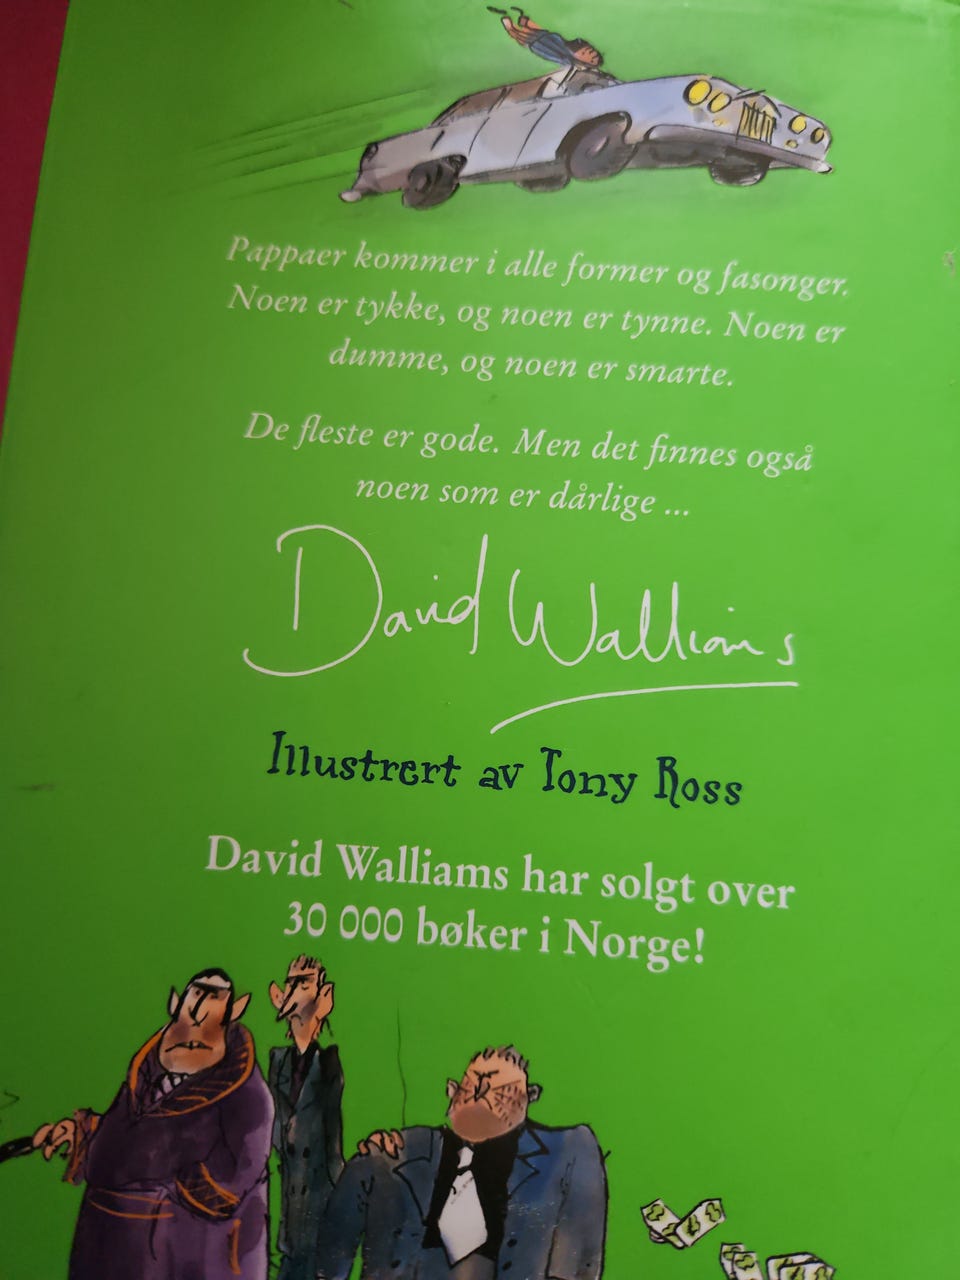 Pappaer kommer i alle former og fasonger.
Noen er tykke, og noen er tynne. Noen er
dumme, og noen er smarte.
De fleste er gode. Men det finnes også
noen som er dårlige ...
David Walliams
Illustrert av Tony Ross
David Walliams har solgt over
30 000 bøker i Norge!